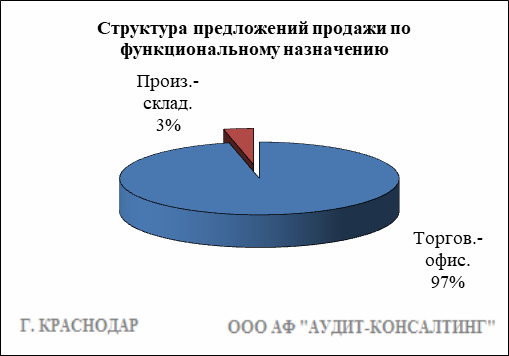 Структура предложений продажи по
функциональному назначению
Произ.-
склад.
3%
Торгов.-
офис.
97%
Г. КРАСНОДАР
ООО АФ "АУДИТ-КОНСАЛТИНГ"